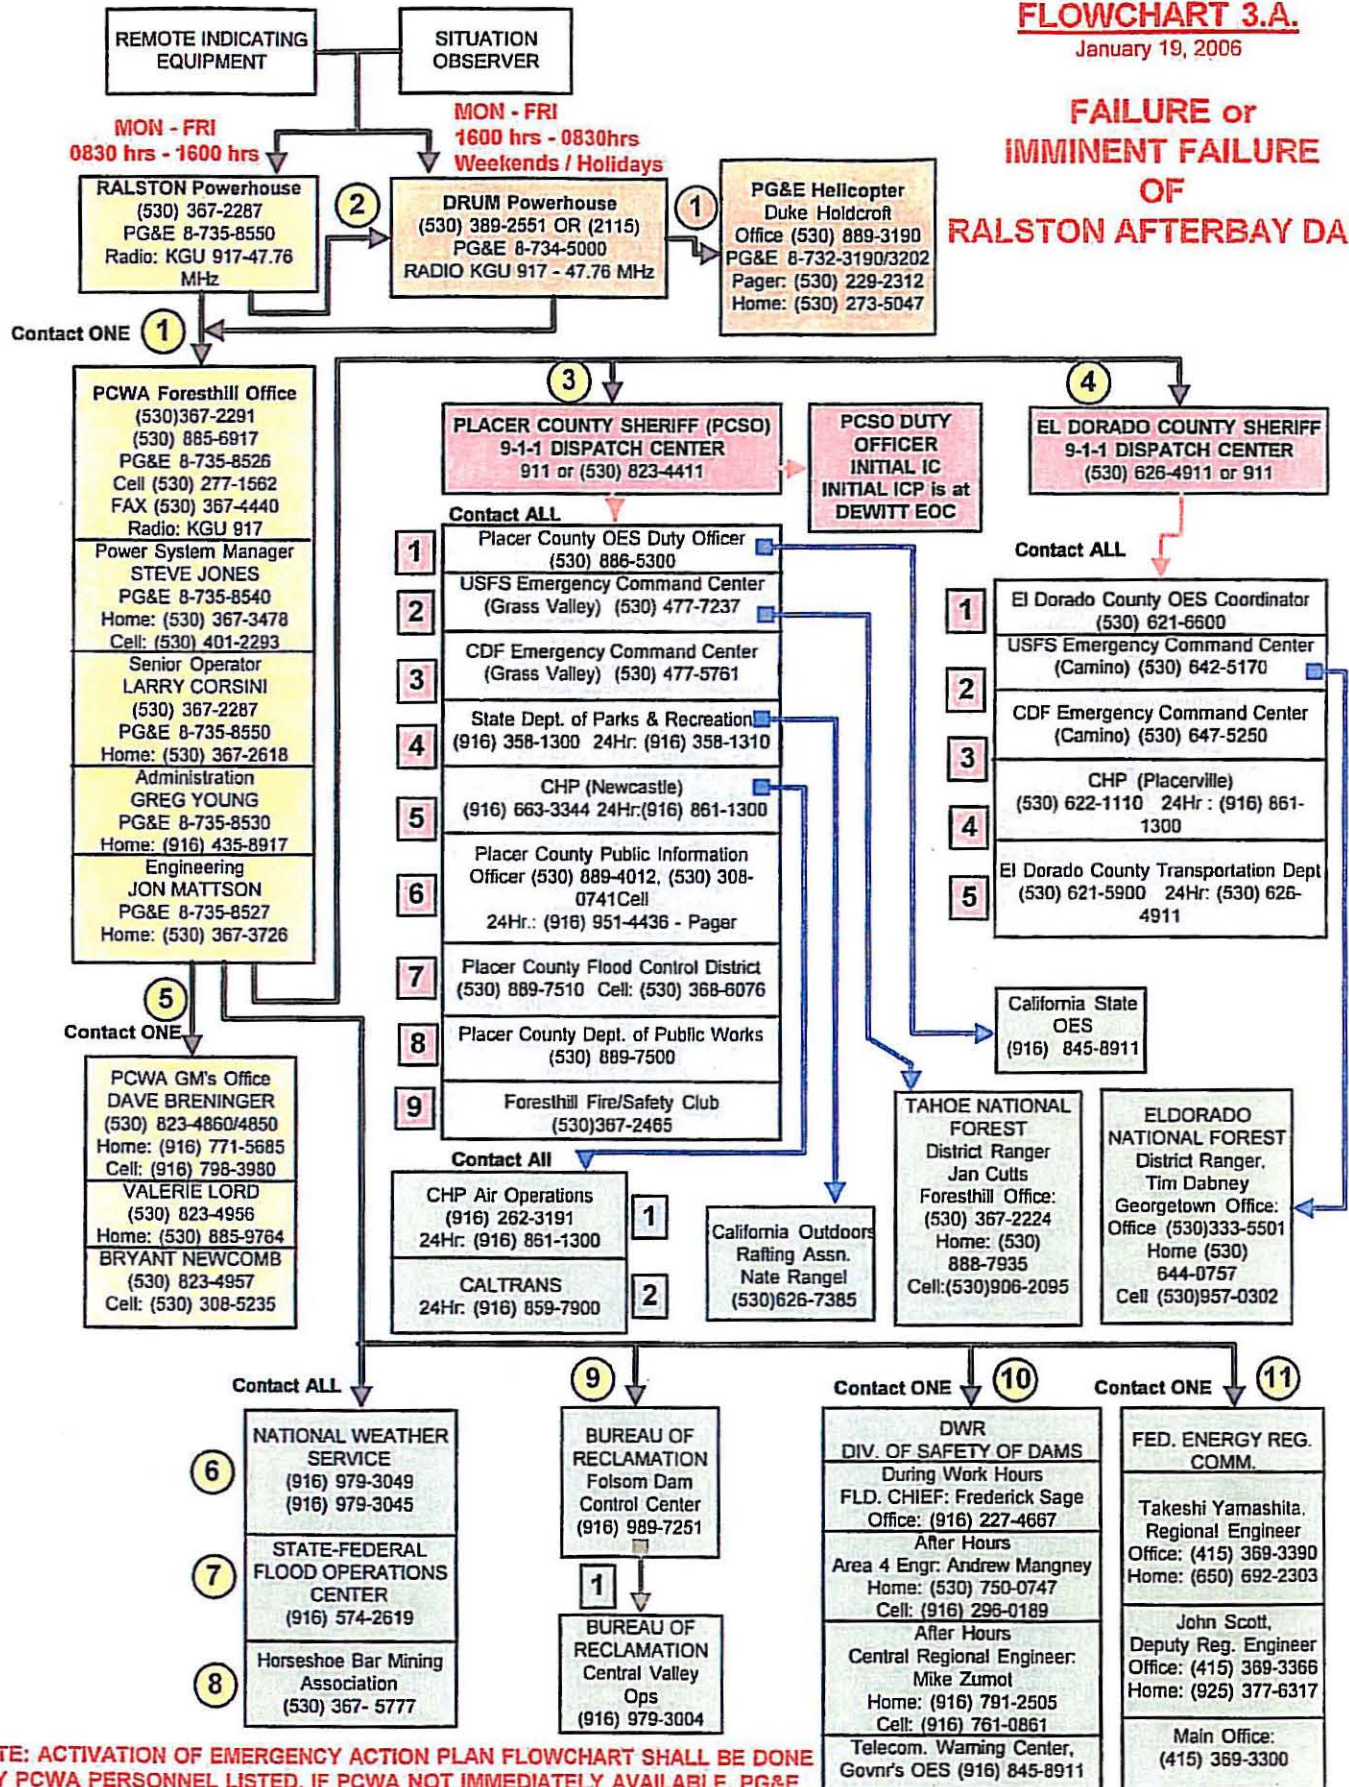 FLOWCHART 3.A.
January 19, 2006
FAILURE or
IMMINENT FAILURE
OF
RALSTON AFTERBAY DA
REMOTE INDICATING
EQUIPMENT
SITUATION
OBSERVER
MON - FRI
0830 hrs - 1600 hrs
MON - FRI
1600 hrs - 0830hrs
Weekends / Holidays
RALSTON Powerhouse
(530) 367-2287
PG&E 8-735-8550
Radio: KGU 917-47.76
MHz
2
DRUM Powerhouse
(530) 389-2551 OR (2115)
PG&E 8-734-5000
RADIO KGU 917 - 47.76 MHz
1
PG&E Helicopter
Duke Holdcroft
Office (530) 889-3190
PG&E 8-732-3190/3202
Pager: (530) 229-2312
Home: (530) 273-5047
Contact ONE
1
PCWA Foresthill Office
(530)367-2291
(530) 885-6917
PG&E 8-735-8526
Cell (530) 277-1562
FAX (530) 367-4440
Radio: KGU 917
Power System Manager
STEVE JONES
PG&E 8-735-8540
Home: (530) 367-3478
Cell: (530) 401-2293
Senior Operator
LARRY CORSINI
(530) 367-2287
PG&E 8-735-8550
Home: (530) 367-2618
Administration
GREG YOUNG
PG&E 8-735-8530
Home: (916) 435-8917
Engineering
JON MATTSON
PG&E 8-735-8527
Home: (530) 367-3726
3
PLACER COUNTY SHERIFF (PCSO)
9-1-1 DISPATCH CENTER
911 or (530) 823-4411
PCSO DUTY
OFFICER
INITIAL IC
INITIAL ICP is at
DEWITT EOC
4
EL DORADO COUNTY SHERIFF
9-1-1 DISPATCH CENTER
(530) 626-4911 or 911
Contact ALL
1
Placer County OES Duty Officer
(530) 886-5300
2
USFS Emergency Command Center
(Grass Valley) (530) 477-7237
3
CDF Emergency Command Center
(Grass Valley) (530) 477-5761
4
State Dept. of Parks & Recreation
(916) 358-1300 24Hr: (916) 358-1310
5
CHP (Newcastle)
(916) 663-3344 24Hr:(916) 861-1300
6
Placer County Public Information
Officer (530) 889-4012, (530) 308-
0741Cell
24Hr.: (916) 951-4436 - Pager
7
Placer County Flood Control District
(530) 889-7510 Cell: (530) 368-6076
8
Placer County Dept. of Public Works
(530) 889-7500
9
Foresthill Fire/Safety Club
(530)367-2465
Contact ALL
1
El Dorado County OES Coordinator
(530) 621-6600
2
USFS Emergency Command Center
(Camino) (530) 642-5170
3
CDF Emergency Command Center
(Camino) (530) 647-5250
4
CHP (Placerville)
(530) 622-1110 24Hr : (916) 861-
1300
5
El Dorado County Transportation Dept
(530) 621-5900 24Hr: (530) 626-
4911
5
Contact ONE
PCWA GM's Office
DAVE BRENINGER
(530) 823-4860/4850
Home: (916) 771-5685
Cell: (916) 798-3980
VALERIE LORD
(530) 823-4956
Home: (530) 885-9764
BRYANT NEWCOMB
(530) 823-4957
Cell: (530) 308-5235
Contact All
CHP Air Operations
(916) 262-3191
24Hr: (916) 861-1300
1
CALTRANS
24Hr: (916) 859-7900
2
California Outdoors
Rafting Assn.
Nate Rangel
(530)626-7385
California State
OES
(916) 845-8911
TAHOE NATIONAL
FOREST
District Ranger
Jan Cutts
Foresthill Office:
(530) 367-2224
Home: (530)
888-7935
Cell:(530)906-2095
ELDORADO
NATIONAL FOREST
District Ranger,
Tim Dabney
Georgetown Office:
Office (530)333-5501
Home (530)
644-0757
Cell (530)957-0302
Contact ALL
6
NATIONAL WEATHER
SERVICE
(916) 979-3049
(916) 979-3045
7
STATE-FEDERAL
FLOOD OPERATIONS
CENTER
(916) 574-2619
8
Horseshoe Bar Mining
Association
(530) 367- 5777
9
BUREAU OF
RECLAMATION
Folsom Dam
Control Center
(916) 989-7251
1
BUREAU OF
RECLAMATION
Central Valley
Ops
(916) 979-3004
Contact ONE
10
DWR
DIV. OF SAFETY OF DAMS
During Work Hours
FLD. CHIEF: Frederick Sage
Office: (916) 227-4667
After Hours
Area 4 Engr: Andrew Mangney
Home: (530) 750-0747
Cell: (916) 296-0189
After Hours
Central Regional Engineer:
Mike Zumot
Home: (916) 791-2505
Cell: (916) 761-0861
Telecom. Warning Center,
Govnr's OES (916) 845-8911
Contact ONE
11
FED. ENERGY REG.
COMM.
Takeshi Yamashita,
Regional Engineer
Office: (415) 369-3390
Home: (650) 692-2303
John Scott,
Deputy Reg. Engineer
Office: (415) 369-3366
Home: (925) 377-6317
Main Office:
(415) 369-3300
TE: ACTIVATION OF EMERGENCY ACTION PLAN FLOWCHART SHALL BE DONE
Y PCWA PERSONNEL LISTED. IF PCWA NOT IMMEDIATELY AVAILABLE, PG&E